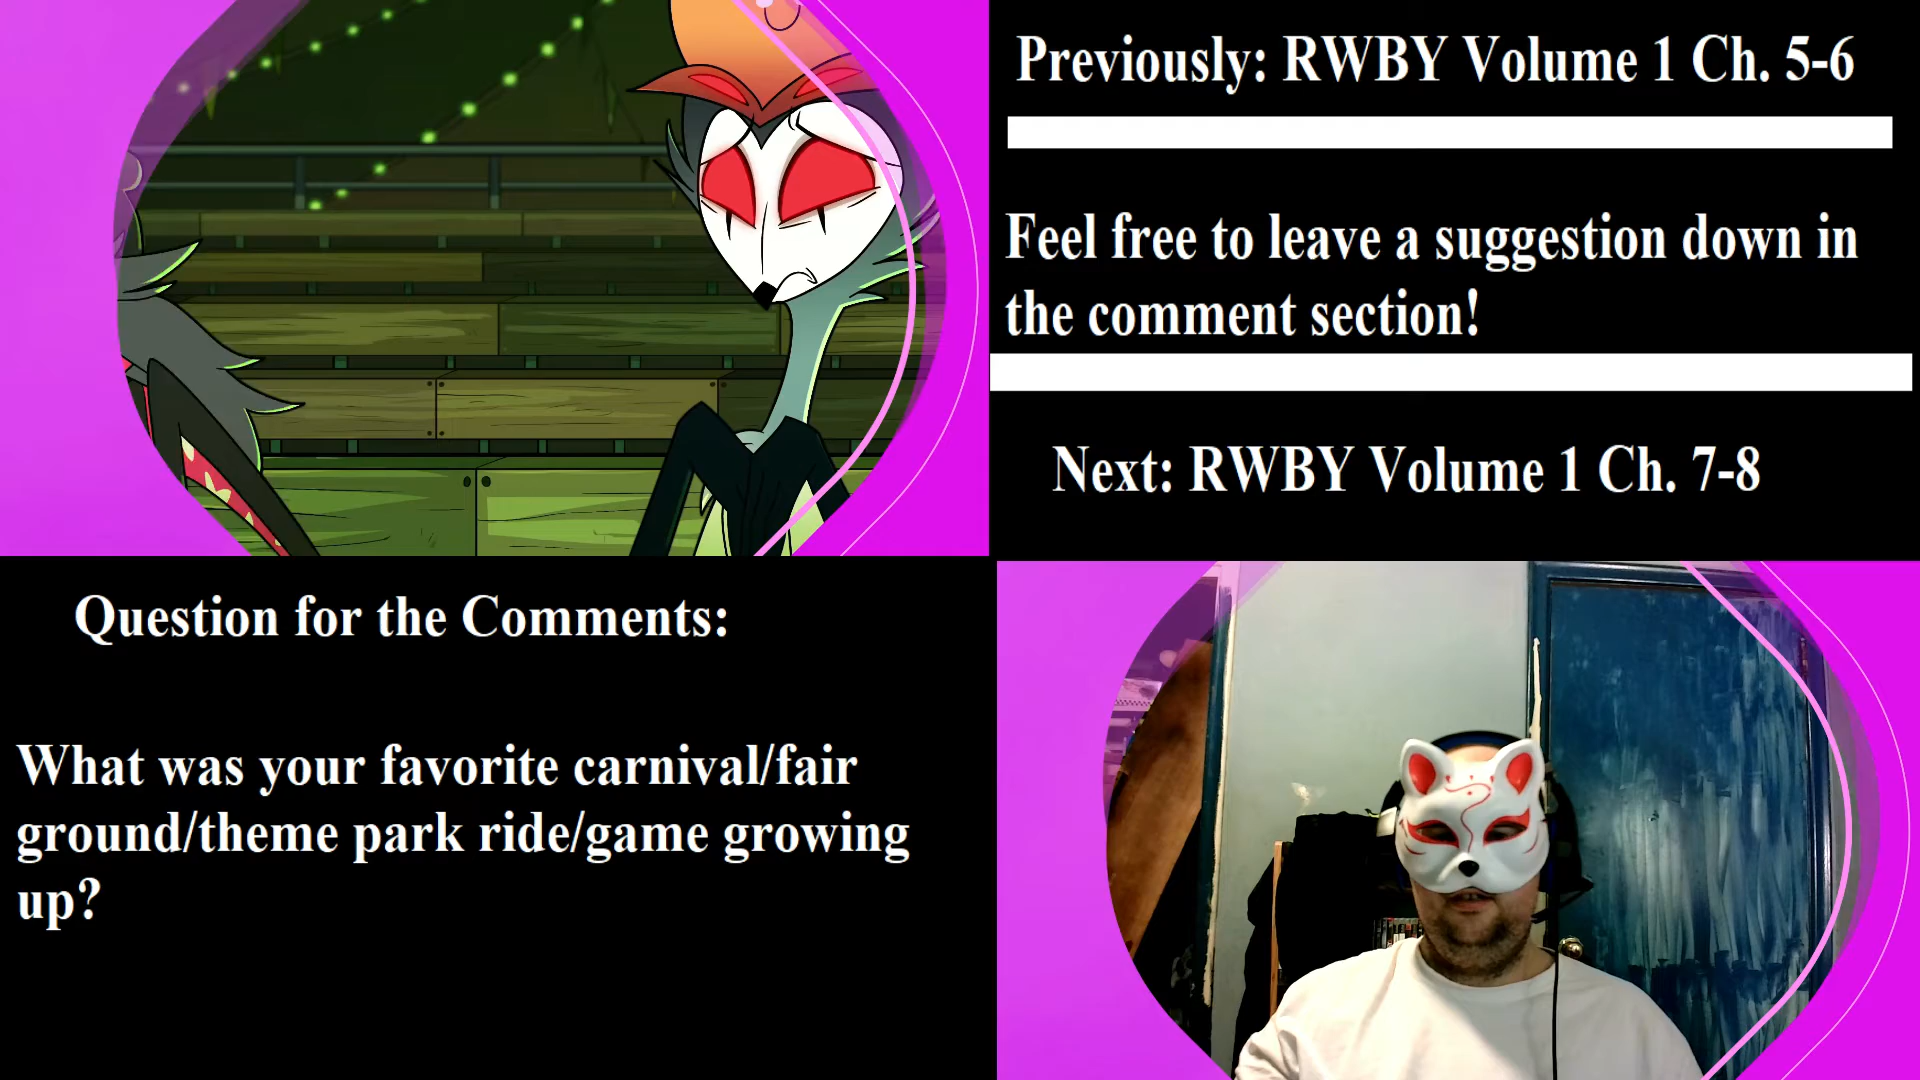 Previously: RWBY Volume 1 Ch. 5-6
Feel free to leave a suggestion down in
the comment section!
Next: RWBY Volume 1 Ch. 7-8
Question for the Comments:
What was your favorite carnival/fair
ground/theme park ride/game growing
up?